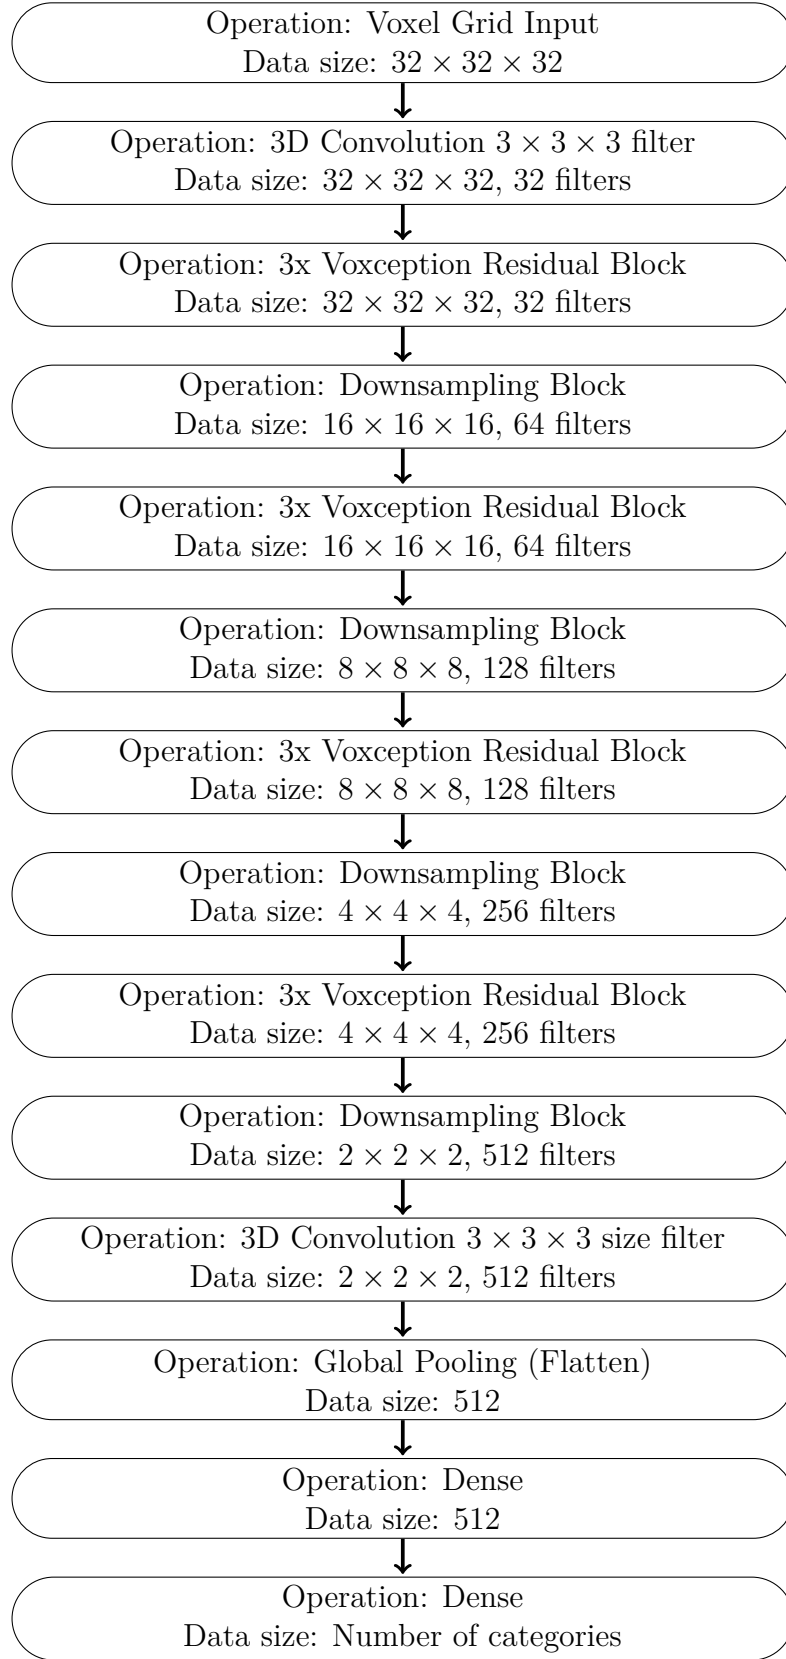 Operation: Voxel Grid Input
Data size: 32 × 32 × 32
Operation: 3D Convolution 3 × 3 × 3 filter
Data size: 32 × 32 × 32, 32 filters
Operation: 3x Voxception Residual Block
Data size: 32 × 32 × 32, 32 filters
Operation: Downsampling Block
Data size: 16 × 16 × 16, 64 filters
Operation: 3x Voxception Residual Block
Data size: 16 × 16 × 16, 64 filters
Operation: Downsampling Block
Data size: 8 × 8 × 8, 128 filters
Operation: 3x Voxception Residual Block
Data size: 8 × 8 × 8, 128 filters
Operation: Downsampling Block
Data size: 4 × 4 × 4, 256 filters
Operation: 3x Voxception Residual Block
Data size: 4 × 4 × 4, 256 filters
Operation: Downsampling Block
Data size: 2 × 2 × 2, 512 filters
Operation: 3D Convolution 3 × 3 × 3 size filter
Data size: 2 × 2 × 2, 512 filters
Operation: Global Pooling (Flatten)
Data size: 512
Operation: Dense
Data size: 512
Operation: Dense
Data size: Number of categories